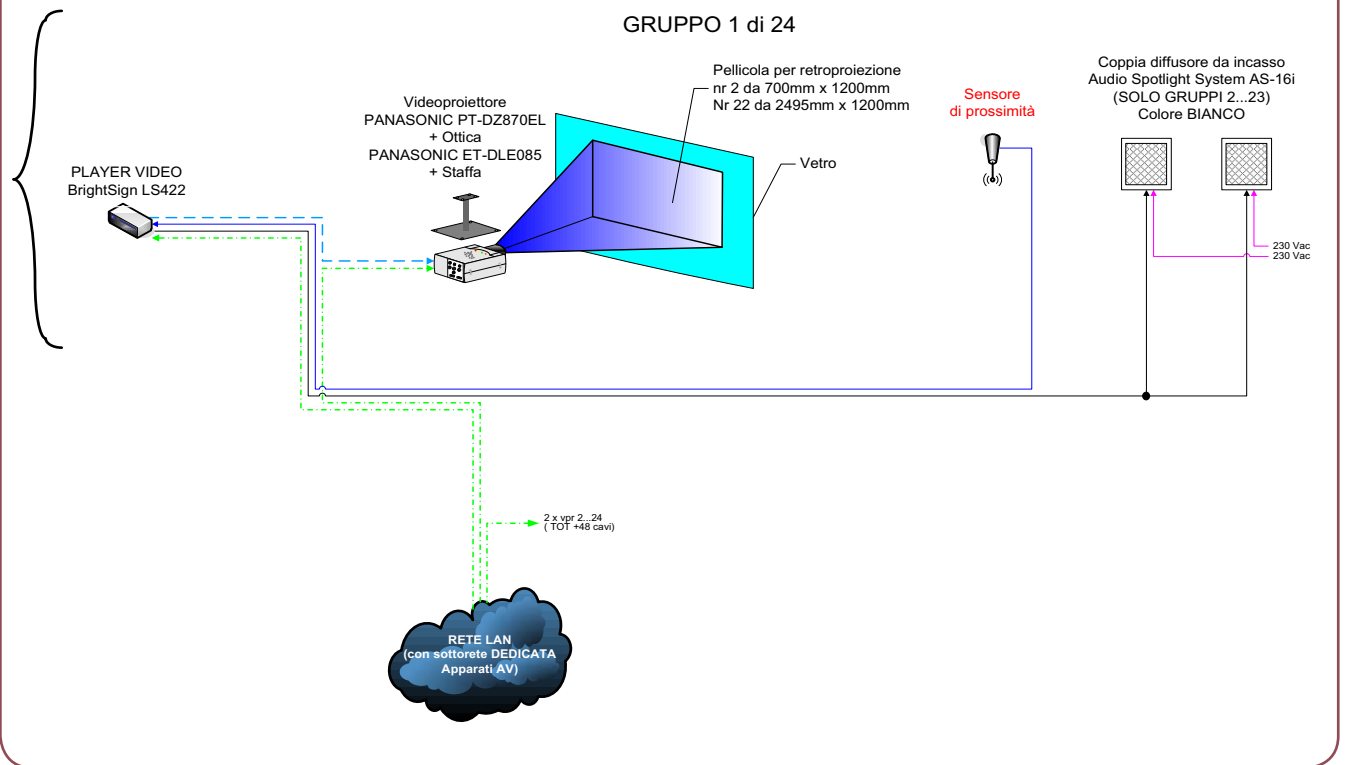 GRUPPO 1 di 24
Pellicola per retroproiezione
nr 2 da 700mm x 1200mm
Nr 22 da 2495mm x 1200mm
Coppia diffusore da incasso
Audio Spotlight System AS-16i
(SOLO GRUPPI 2...23)
Colore BIANCO
Sensore
di prossimità
Videoproiettore
PANASONIC PT-DZ870EL
+ Ottica
PANASONIC ET-DLE085
+ Staffa
Vetro
PLAYER VIDEO
BrightSign LS422
230 Vac
230 Vac
2 x vpr 2...24
( TOT +48 cavi)
RETE LAN
(con sottorete DEDICATA
Apparati AV)